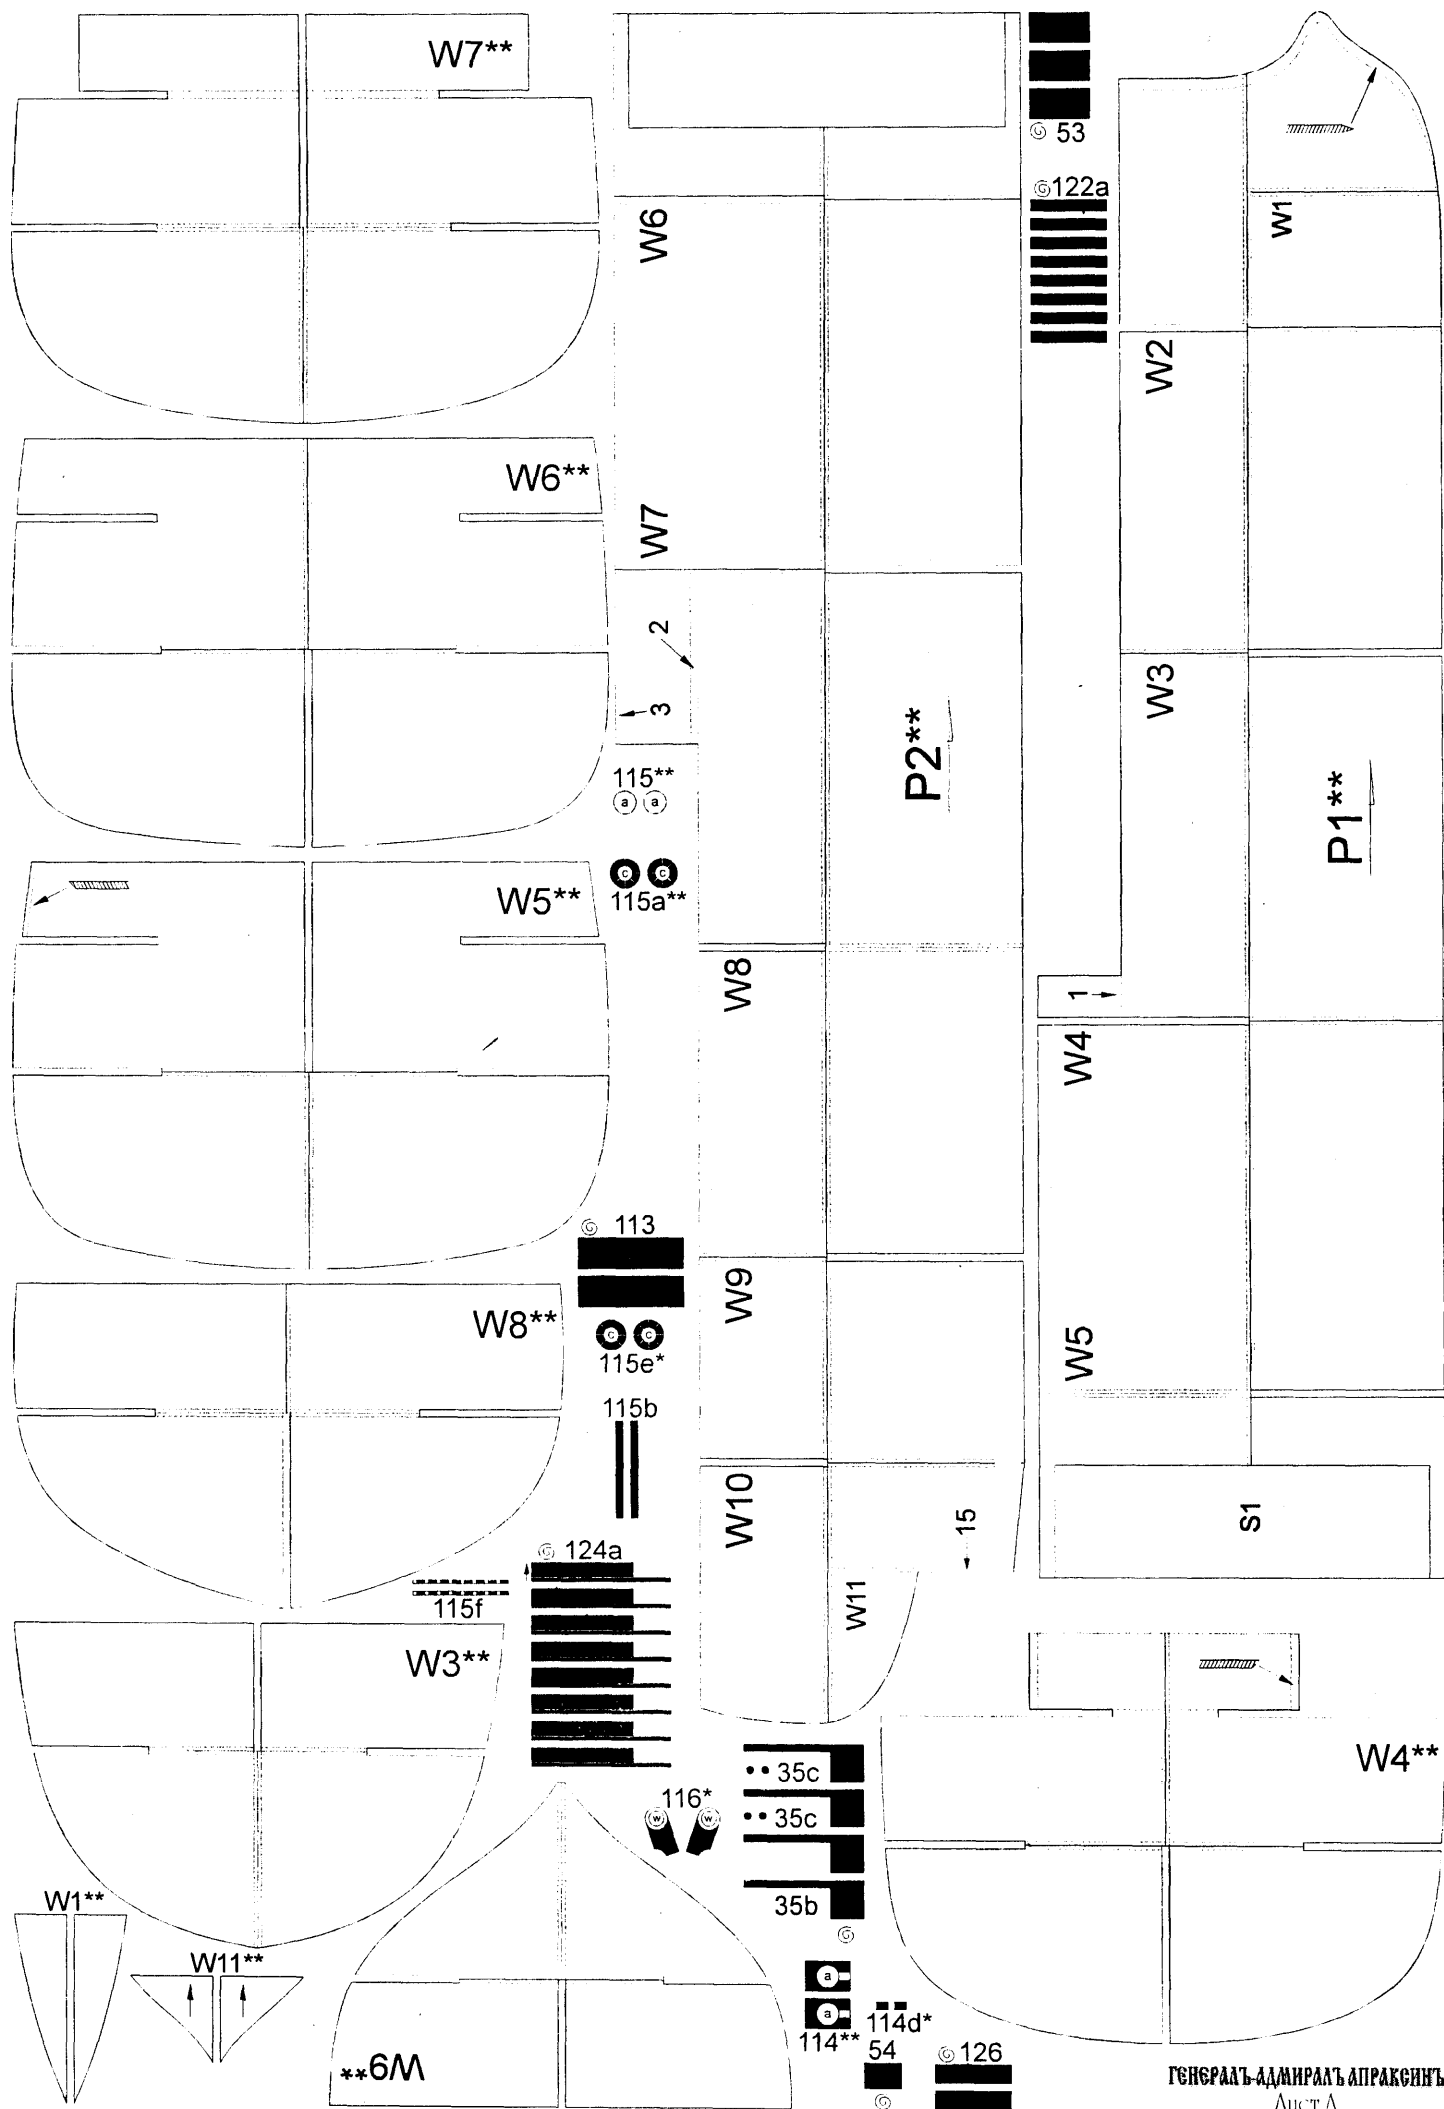 W7**
53
122a
W6
W1
W2
W6**
W7
2
3
W3
P2**
P1**
115**
a a
c c
115a**
W5**
W8
1
W4
113
W8**
c c
115e*
W9
W5
115b
W10
S1
15
124a
115f
W11
W3**
W4**
35c
116*
w w
35c
35b
W1**
W11**
a
a
114d*
114**
54
126
W9**
ГЕНЕРАЛЪ-АДМИРАЛЪ АПРАКСИНЪ
Лист А